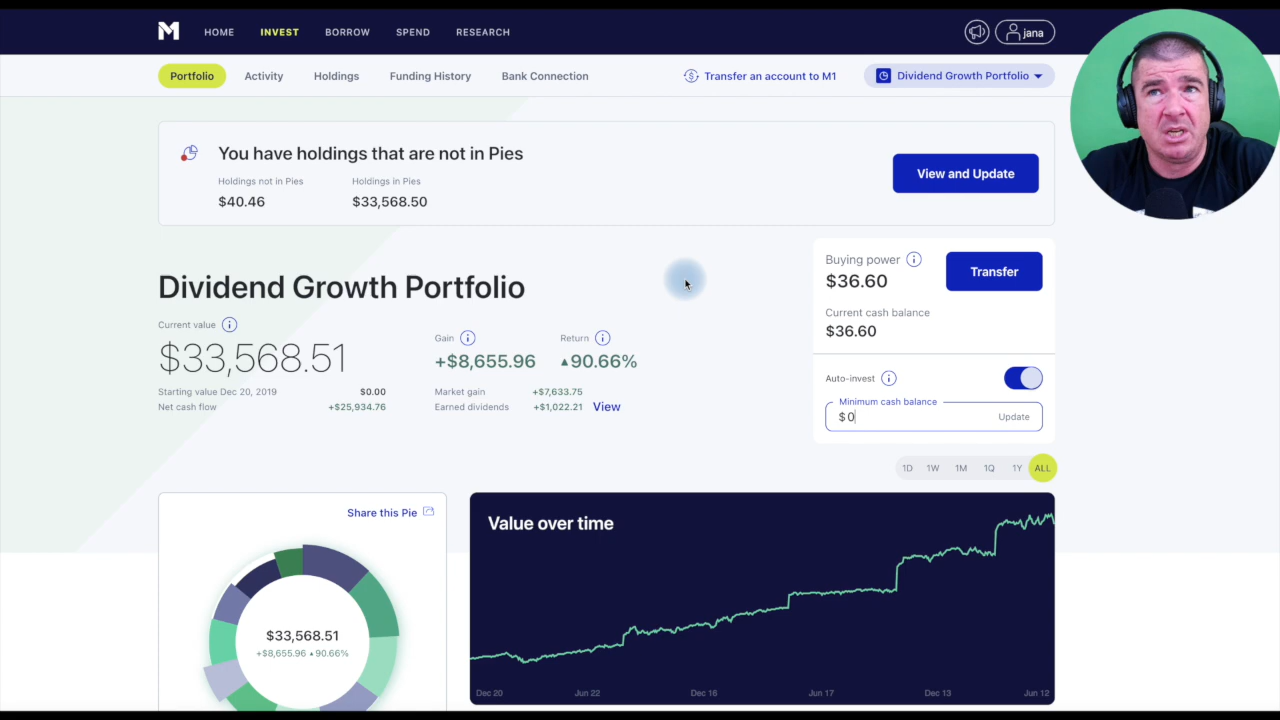 M HOME INVEST BORROW SPEND RESEARCH jana
Portfolio Activity Holdings Funding History Bank Connection Transfer an account to M1 Dividend Growth Portfolio
You have holdings that are not in Pies
Holdings not in Pies Holdings in Pies
$40.46 $33,568.50
View and Update
Dividend Growth Portfolio
Current value
$33,568.51
Starting value Dec 20, 2019 $0.00
Net cash flow +$25,934.76
Gain Return
+$8,655.96 ▲90.66%
Market gain +$7,633.75
Earned dividends +$1,022.21 View
Buying power
$36.60
Transfer
Current cash balance
$36.60
Auto-invest
Minimum cash balance
$0 Update
1D 1W 1M 1Q 1Y ALL
Share this Pie
$33,568.51
+$8,655.96 ▲90.66%
Value over time
Dec 20 Jun 22 Dec 16 Jun 17 Dec 13 Jun 12